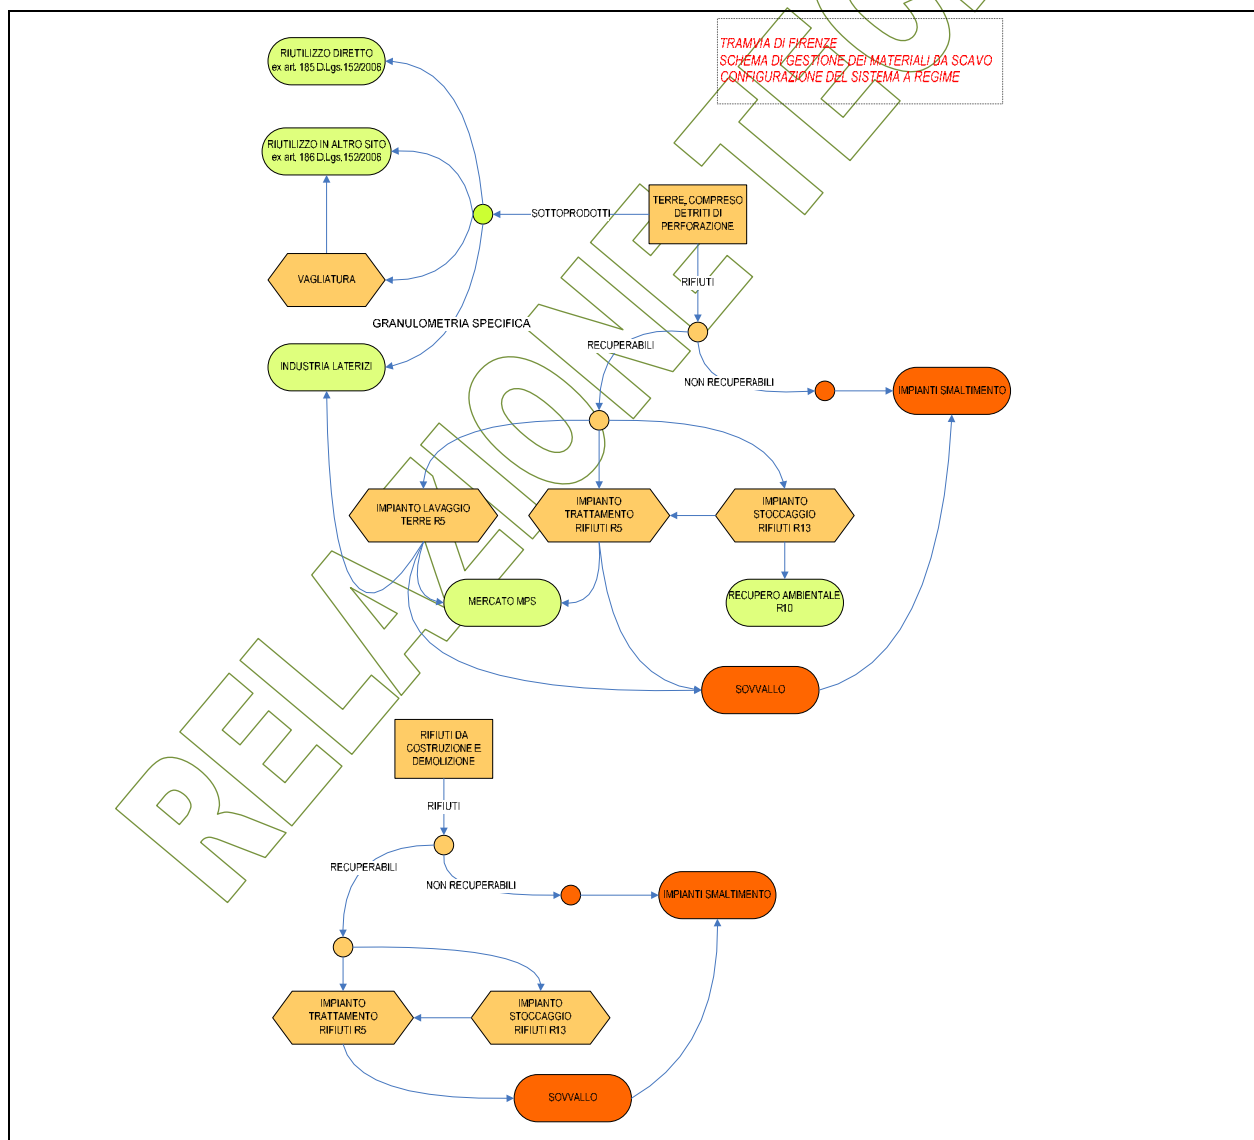 TRAMVIA DI FIRENZE
SCHEMA DI GESTIONE DEI MATERIALI DA SCAVO
CONFIGURAZIONE DEL SISTEMA A REGIME
RIUTILIZZO DIRETTO
ex art. 185 D.Lgs.152/2006
RIUTILIZZO IN ALTRO SITO
ex art. 186 D.Lgs.152/2006
TERRE, COMPRESO
DETRITI DI
PERFORAZIONE
SOTTOPRODOTTI
VAGLIATURA
RIFIUTI
GRANULOMETRIA SPECIFICA
RECUPERABILI
INDUSTRIA LATERIZI
NON RECUPERABILI
IMPIANTI SMALTIMENTO
IMPIANTO LAVAGGIO
TERRE R5
IMPIANTO
TRATTAMENTO
RIFIUTI R5
IMPIANTO
STOCCAGGIO
RIFIUTI R13
MERCATO MPS
RECUPERO AMBIENTALE
R10
SOVVALLO
RIFIUTI DA
COSTRUZIONE E
DEMOLIZIONE
RIFIUTI
RECUPERABILI
NON RECUPERABILI
IMPIANTI SMALTIMENTO
IMPIANTO
TRATTAMENTO
RIFIUTI R5
IMPIANTO
STOCCAGGIO
RIFIUTI R13
SOVVALLO
RELAZIONE